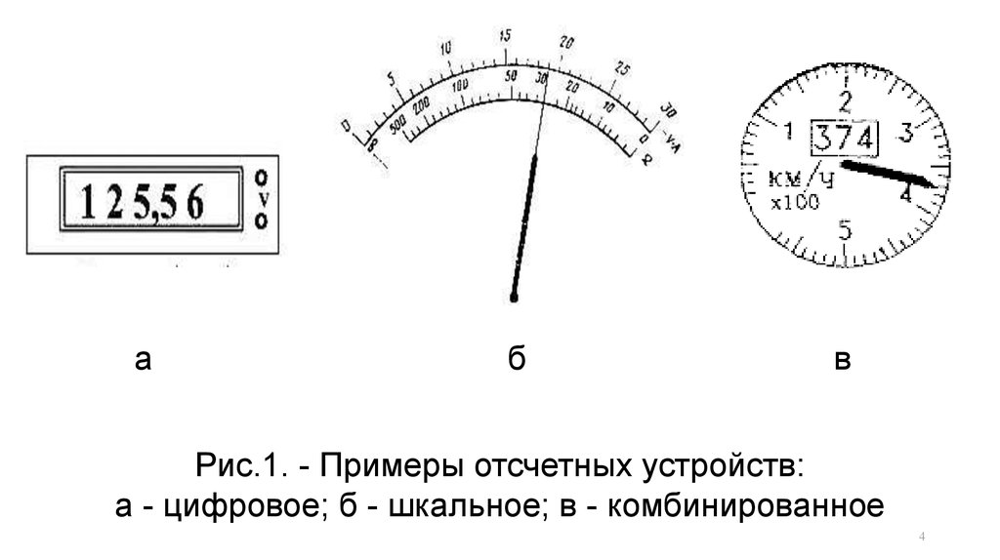 125,56
V
0 5 10 15 20 25 30
500 200 100 50 30 20 10 0
-V-A
Ω
1 2 3 4 5
374
КМ/Ч
х100
а б в
Рис.1. - Примеры отсчетных устройств:
а - цифровое; б - шкальное; в - комбинированное
4